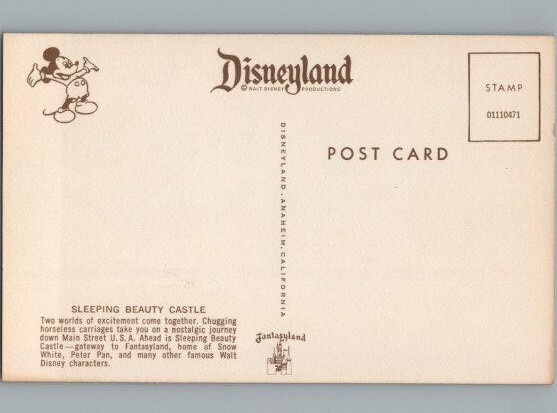 Disneyland
© WALT DISNEY PRODUCTIONS
STAMP
01110471
POST CARD
DISNEYLAND, ANAHEIM, CALIFORNIA
SLEEPING BEAUTY CASTLE
Two worlds of excitement come together. Chugging
horseless carriages take you on a nostalgic journey
down Main Street U.S.A. Ahead is Sleeping Beauty
Castle—gateway to Fantasyland, home of Snow
White, Peter Pan, and many other famous Walt
Disney characters.
Fantasyland